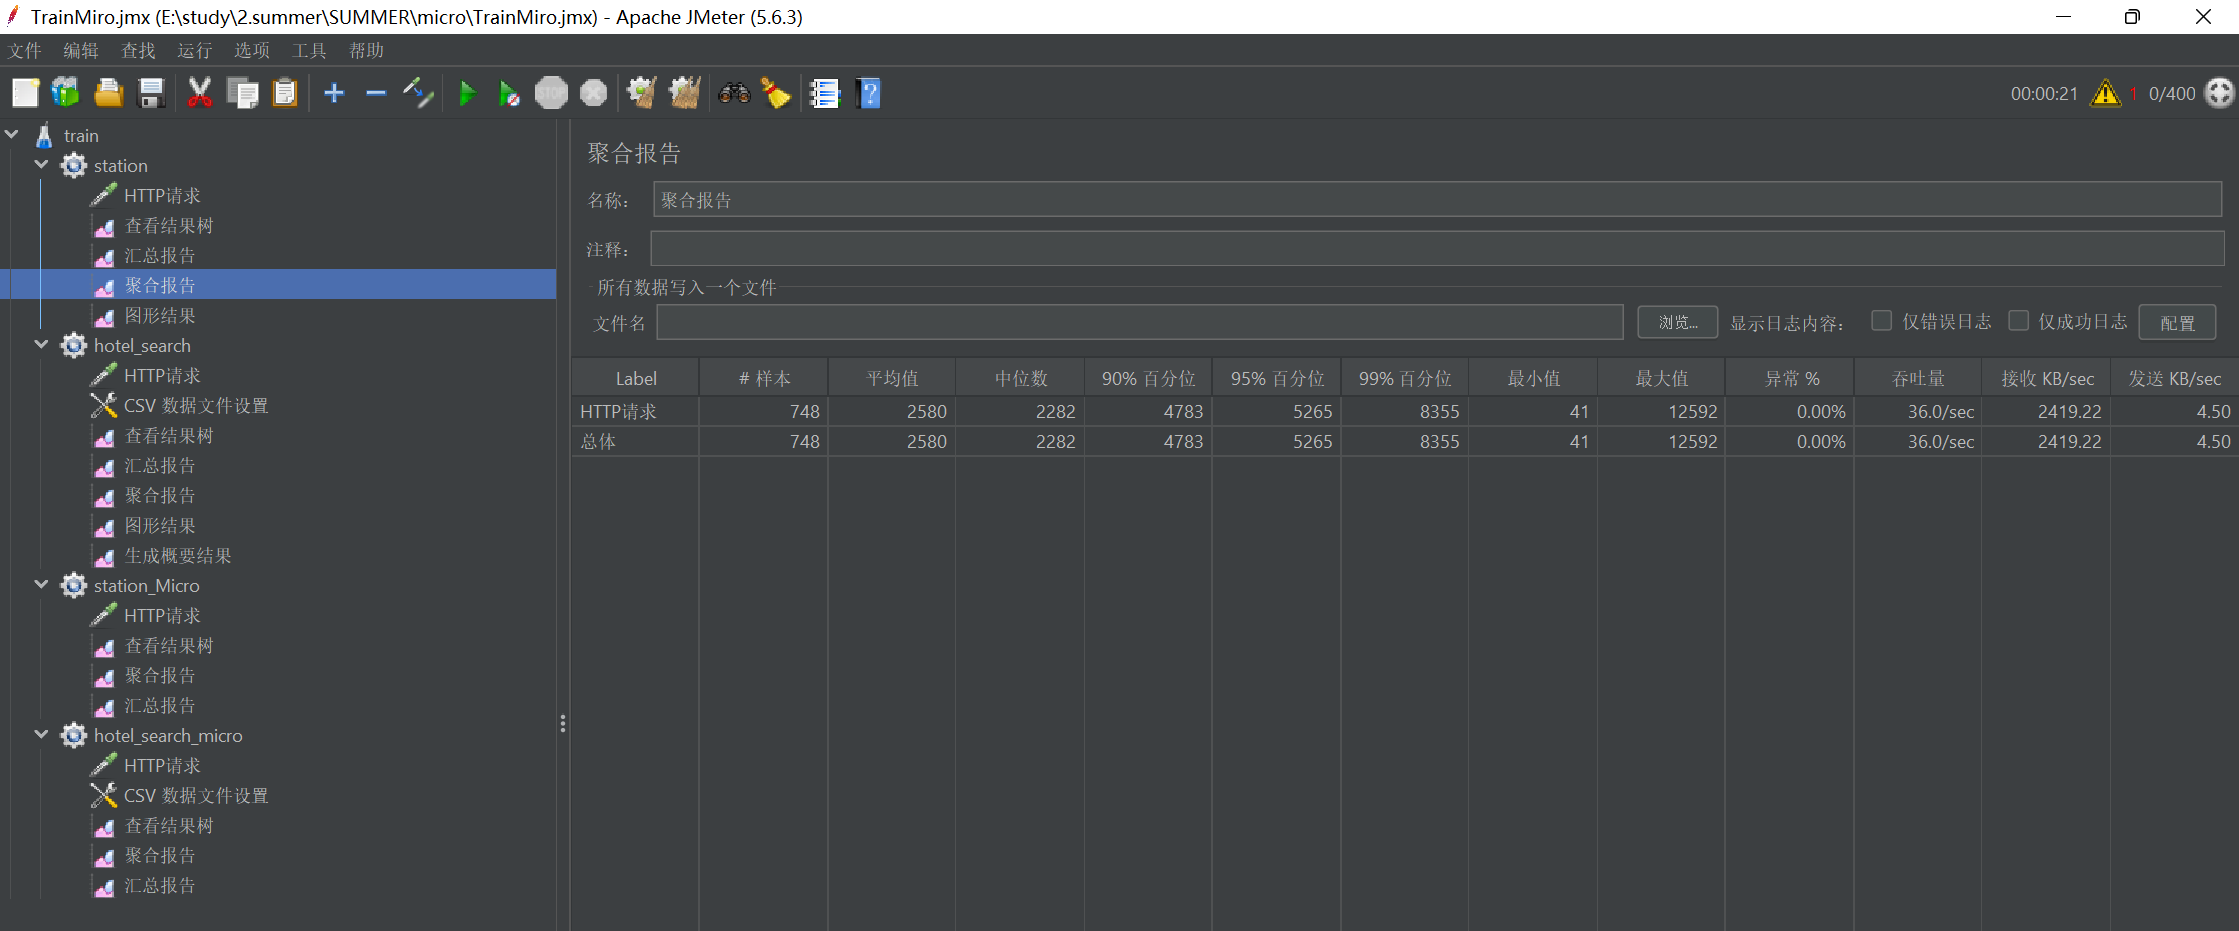 TrainMiro.jmx (E:\study\2.summer\SUMMER\micro\TrainMiro.jmx) - Apache JMeter (5.6.3)
文件 编辑 查找 运行 选项 工具 帮助
STOP 00:00:21 1 0/400
train
station
HTTP请求
查看结果树
汇总报告
聚合报告
图形结果
hotel_search
HTTP请求
CSV 数据文件设置
查看结果树
汇总报告
聚合报告
图形结果
生成概要结果
station_Micro
HTTP请求
查看结果树
聚合报告
汇总报告
hotel_search_micro
HTTP请求
CSV 数据文件设置
查看结果树
聚合报告
汇总报告
聚合报告
名称: 聚合报告
注释:
所有数据写入一个文件
文件名 浏览... 显示日志内容: 仅错误日志 仅成功日志 配置
Label # 样本 平均值 中位数 90% 百分位 95% 百分位 99% 百分位 最小值 最大值 异常 % 吞吐量 接收 KB/sec 发送 KB/sec
HTTP请求 748 2580 2282 4783 5265 8355 41 12592 0.00% 36.0/sec 2419.22 4.50
总体 748 2580 2282 4783 5265 8355 41 12592 0.00% 36.0/sec 2419.22 4.50